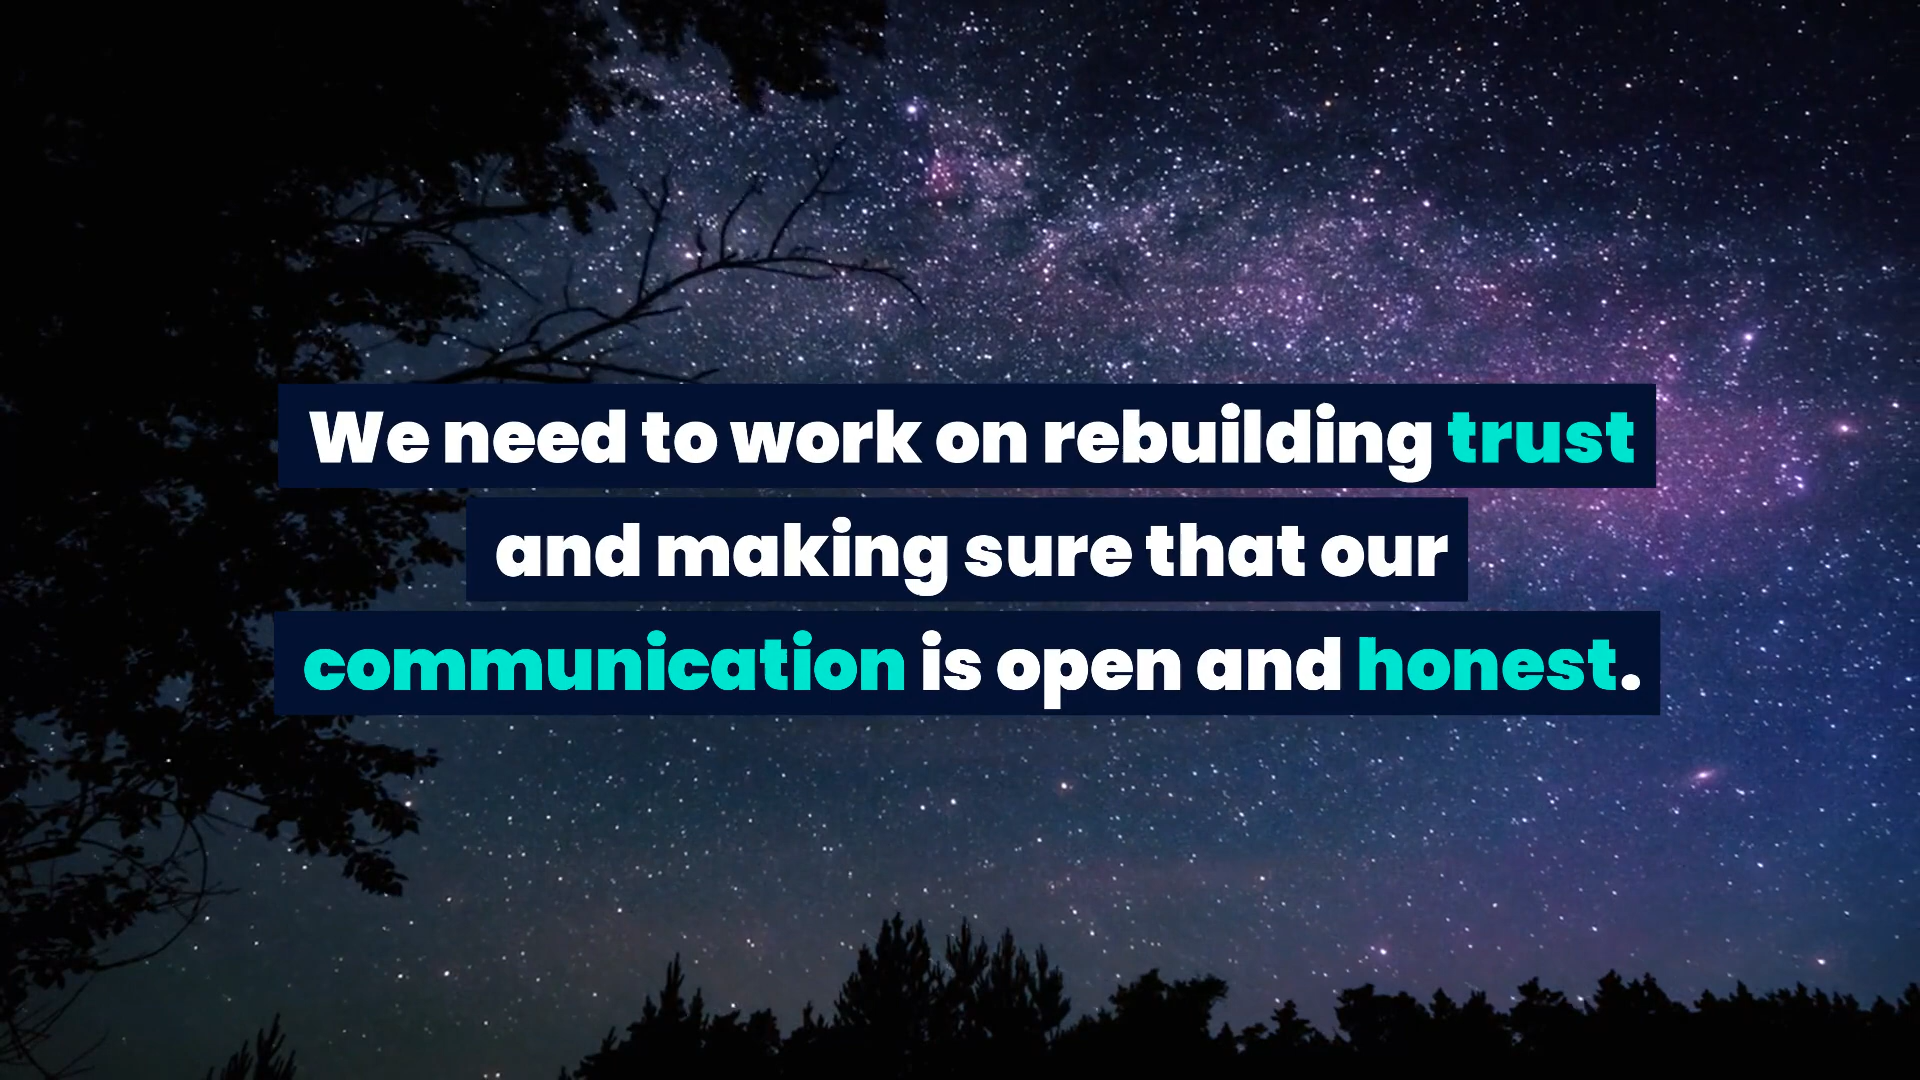 We need to work on rebuilding trust
and making sure that our
communication is open and honest.